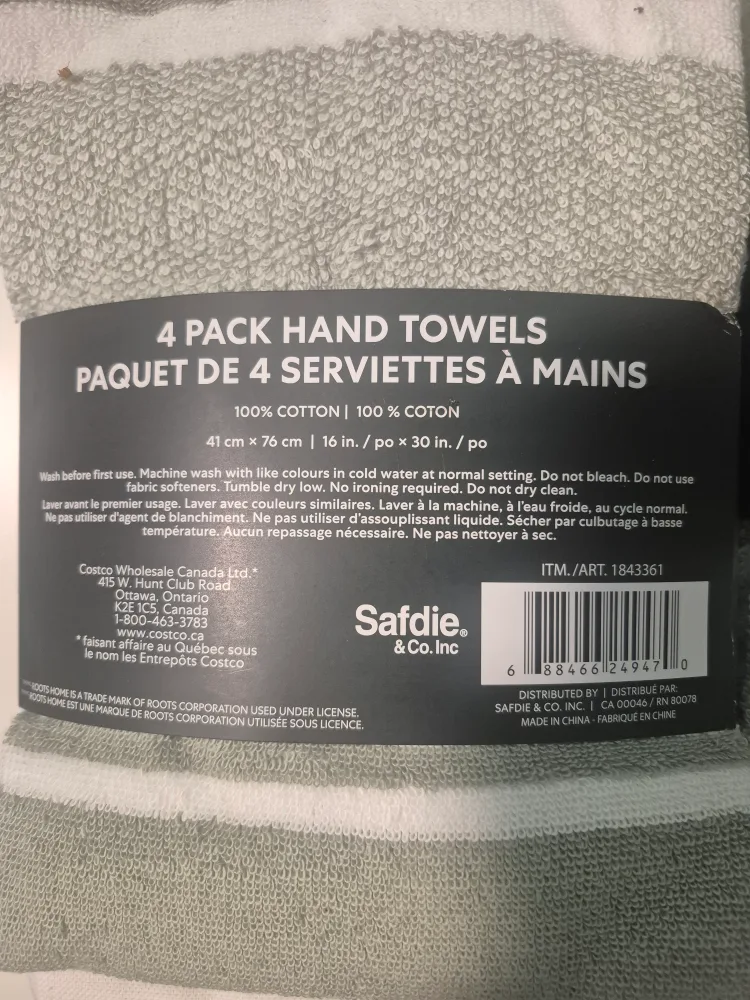 4 PACK HAND TOWELS
PAQUET DE 4 SERVIETTES À MAINS
100% COTTON | 100 % COTON
41 cm × 76 cm | 16 in. / po × 30 in. / po
Wash before first use. Machine wash with like colours in cold water at normal setting. Do not bleach. Do not use
fabric softeners. Tumble dry low. No ironing required. Do not dry clean.
Laver avant le premier usage. Laver avec couleurs similaires. Laver à la machine, à l'eau froide, au cycle normal.
Ne pas utiliser d'agent de blanchiment. Ne pas utiliser d'assouplissant liquide. Sécher par culbutage à basse
température. Aucun repassage nécessaire. Ne pas nettoyer à sec.
Costco Wholesale Canada Ltd.*
415 W. Hunt Club Road
Ottawa, Ontario
K2E 1C5, Canada
1-800-463-3783
www.costco.ca
*faisant affaire au Québec sous
le nom les Entrepôts Costco
ROOTS HOME IS A TRADE MARK OF ROOTS CORPORATION USED UNDER LICENSE.
ROOTS HOME EST UNE MARQUE DE ROOTS CORPORATION UTILISÉE SOUS LICENCE.
Safdie®
& Co. Inc
ITM./ART. 1843361
6 88466 24947 0
DISTRIBUTED BY | DISTRIBUÉ PAR:
SAFDIE & CO. INC. | CA 00046 / RN 80078
MADE IN CHINA - FABRIQUÉ EN CHINE